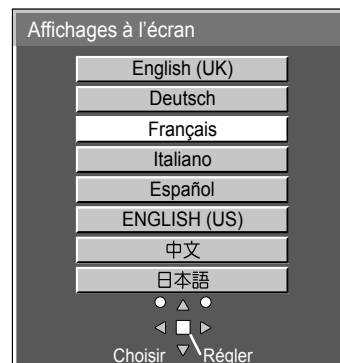 Affichages à l'écran
English (UK)
Deutsch
Français
Italiano
Español
ENGLISH (US)
中文
日本語
Choisir Régler